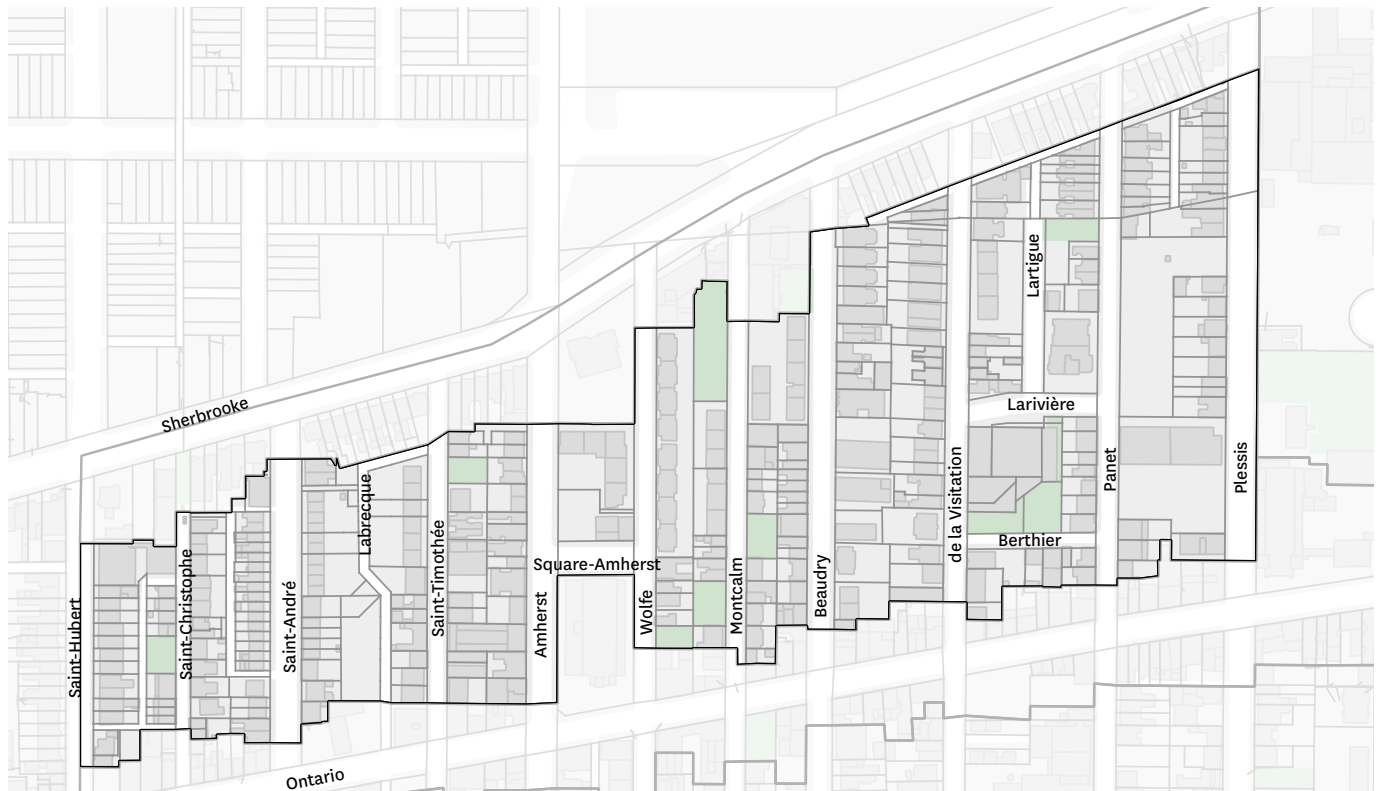 Sherbrooke
Lartigue
Larivière
Labrecque
de la Visitation
Panet
Plessis
Saint-Timothée
Berthier
Square-Amherst
Saint-Christophe
Saint-André
Amherst
Wolfe
Montcalm
Beaudry
Saint-Hubert
Ontario